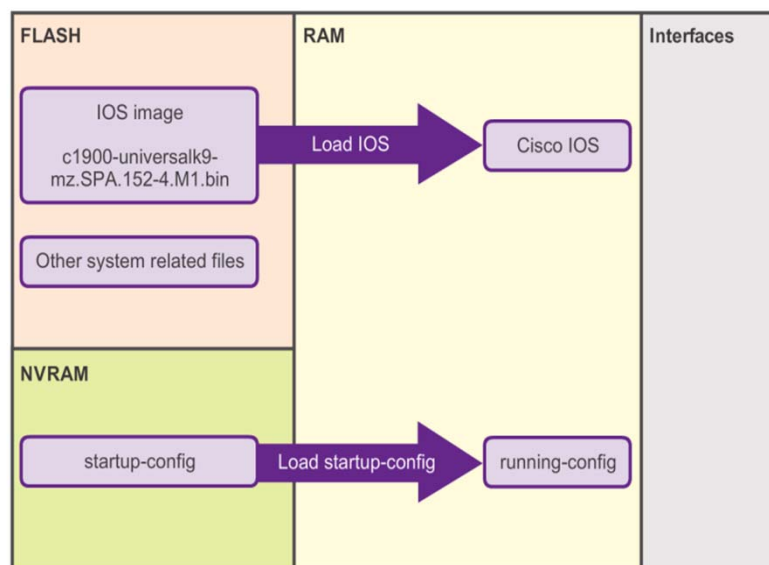 FLASH
RAM
Interfaces
IOS image
c1900-universalk9-
mz.SPA.152-4.M1.bin
Load IOS
Cisco IOS
Other system related files
NVRAM
startup-config
Load startup-config
running-config